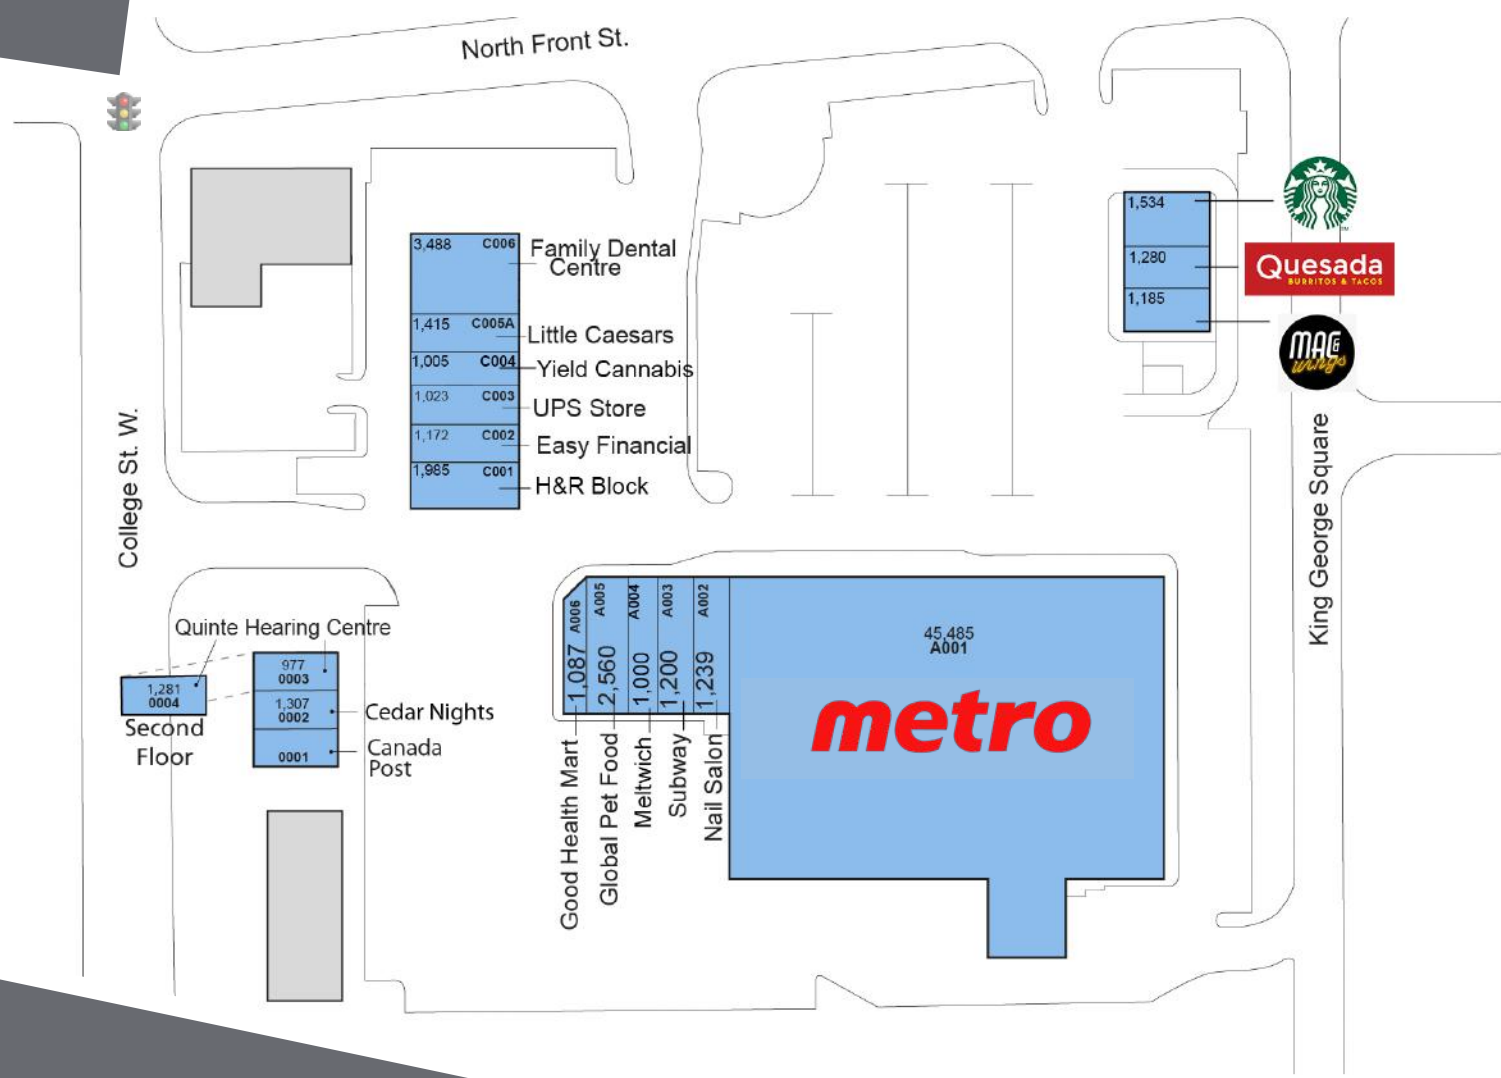 North Front St.
1,534
1,280
Quesada
BURRITOS & TACOS
1,185
MAC&
wings
3,488 C006 Family Dental
Centre
1,415 C005A Little Caesars
1,005 C004 Yield Cannabis
1,023 C003 UPS Store
1,172 C002 Easy Financial
1,985 C001 H&R Block
College St. W.
King George Square
Quinte Hearing Centre
977
0003
1,281
0004
Second
Floor
1,307
0002
Cedar Nights
0001
Canada
Post
1,087 A006
2,560 A005
1,000 A004
1,200 A003
1,239 A002
Good Health Mart
Global Pet Food
Meltwich
Subway
Nail Salon
45,485
A001
metro